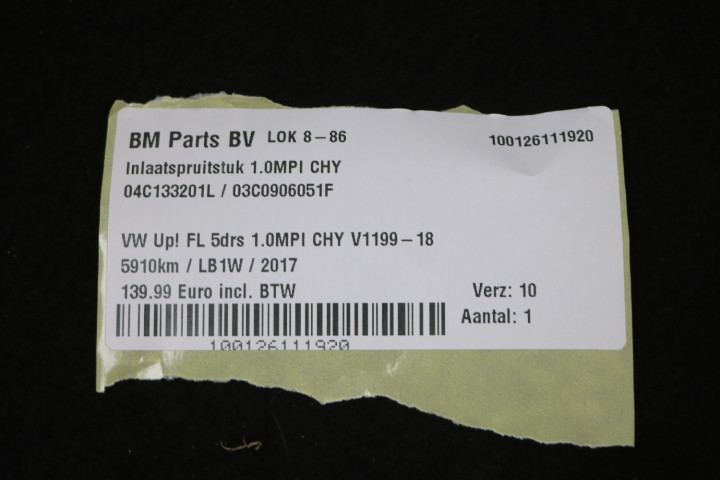 BM Parts BV LOK 8-86 100126111920
Inlaatspruitstuk 1.0MPI CHY
04C133201L / 03C0906051F
VW Up! FL 5drs 1.0MPI CHY V1199-18
5910km / LB1W / 2017
139.99 Euro incl. BTW Verz: 10
Aantal: 1
100126111920